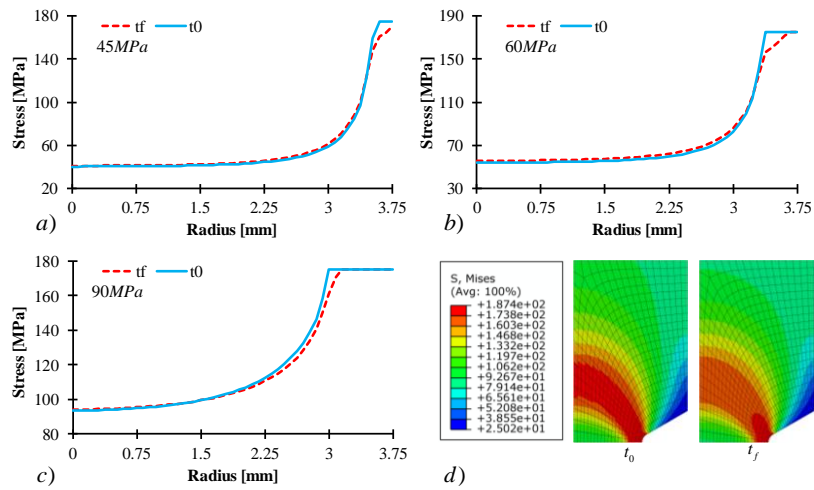 180
140
100
60
20
Stress [MPa]
tf t0
45MPa
0 0.75 1.5 2.25 3 3.75
Radius [mm]
a)
190
150
110
70
30
Stress [MPa]
tf t0
60MPa
0 0.75 1.5 2.25 3 3.75
Radius [mm]
b)
180
160
140
120
100
80
Stress [MPa]
tf t0
90MPa
0 0.75 1.5 2.25 3 3.75
Radius [mm]
c)
S, Mises
(Avg: 100%)
+1.874e+02
+1.738e+02
+1.603e+02
+1.468e+02
+1.332e+02
+1.197e+02
+1.062e+02
+9.267e+01
+7.914e+01
+6.561e+01
+5.208e+01
+3.855e+01
+2.502e+01
t0 tf
d)